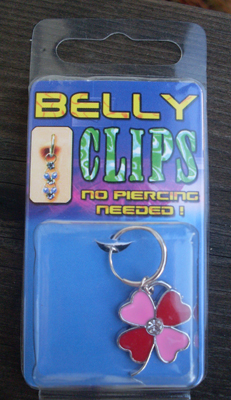 BELLY
CLIPS
NO PIERCING
NEEDED!